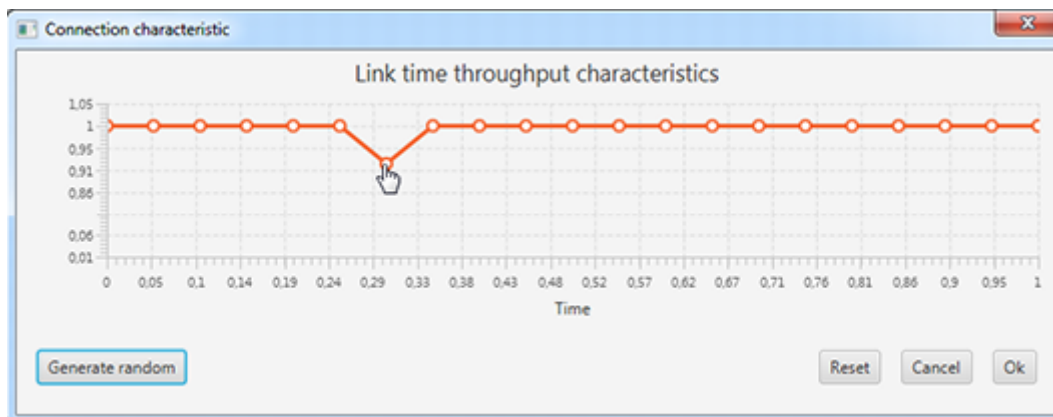 Connection characteristic
Link time throughput characteristics
1,05
1
0,95
0,91
0,86
0,06
0,01
0 0,05 0,1 0,14 0,19 0,24 0,29 0,33 0,38 0,43 0,48 0,52 0,57 0,62 0,67 0,71 0,76 0,81 0,86 0,9 0,95 1
Time
Generate random Reset Cancel Ok